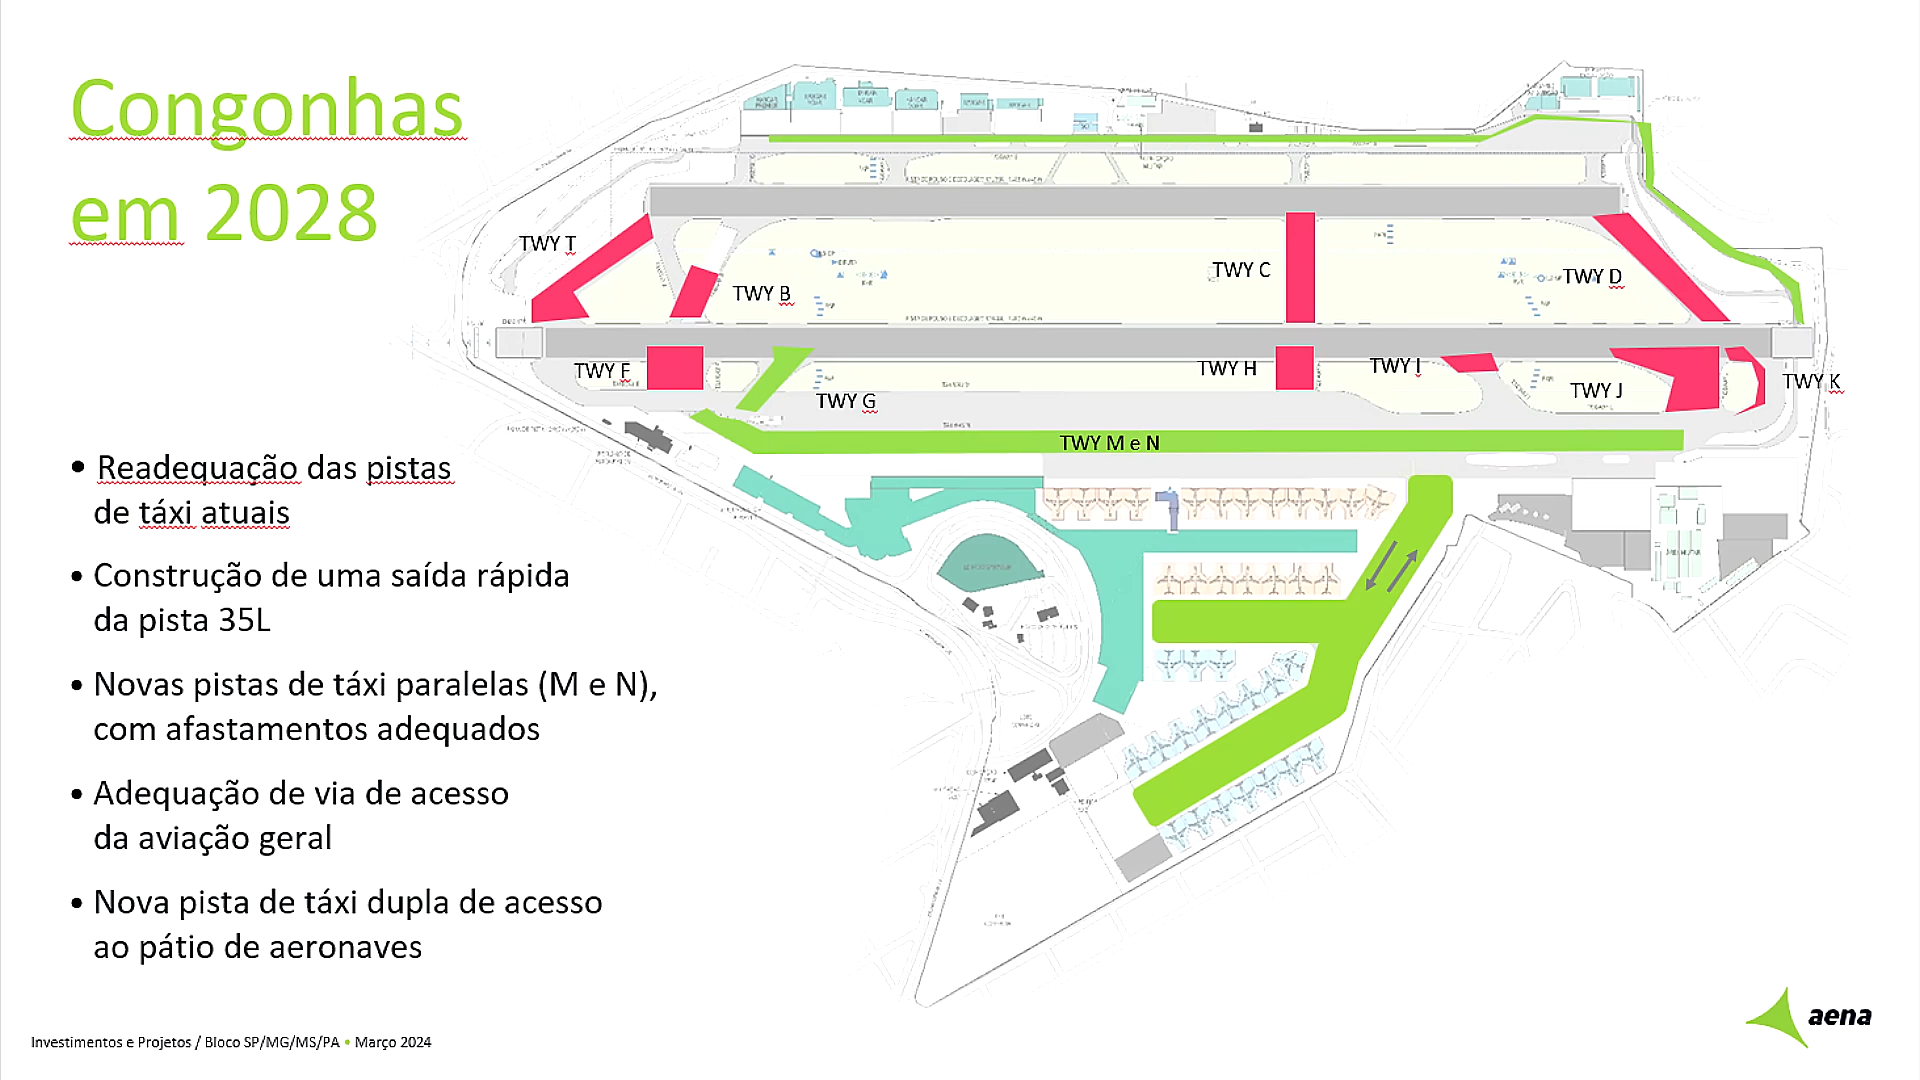 Congonhas
em 2028
TWY T
TWY B
TWY C
TWY D
TWY F
TWY G
TWY H
TWY I
TWY J
TWY K
TWY M e N
• Readequação das pistas
de táxi atuais
• Construção de uma saída rápida
da pista 35L
• Novas pistas de táxi paralelas (M e N),
com afastamentos adequados
• Adequação de via de acesso
da aviação geral
• Nova pista de táxi dupla de acesso
ao pátio de aeronaves
Investimentos e Projetos / Bloco SP/MG/MS/PA • Março 2024
aena